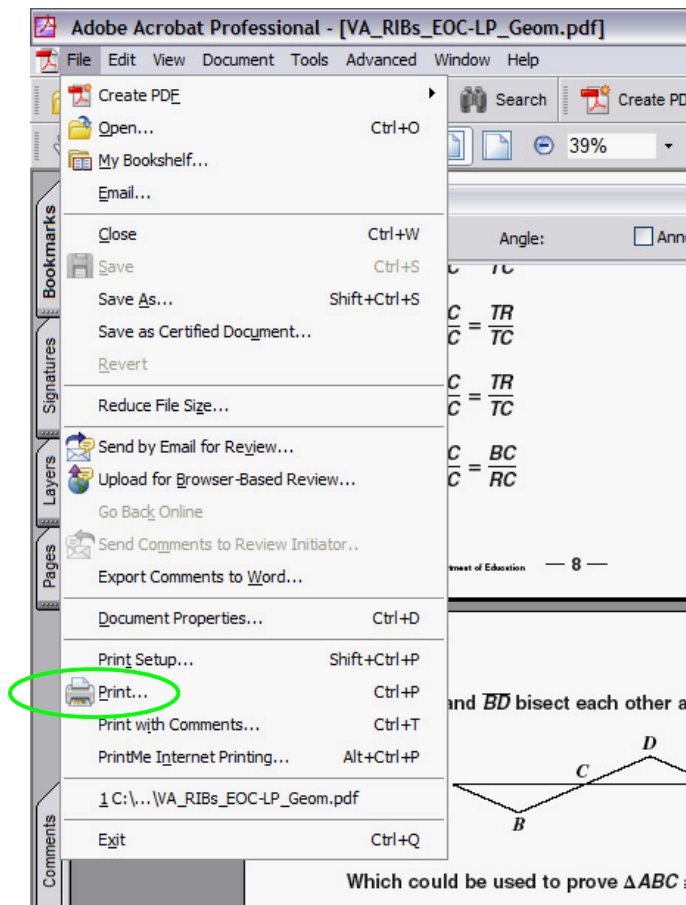 Adobe Acrobat Professional - [VA_RIBs_EOC-LP_Geom.pdf]
File Edit View Document Tools Advanced Window Help
Search Create PD
39%
Angle: Ann
Bookmarks
Signatures
Layers
Pages
Comments
Create PDF
Open... Ctrl+O
My Bookshelf...
Email...
Close Ctrl+W
Save Ctrl+S
Save As... Shift+Ctrl+S
Save as Certified Document...
Revert
Reduce File Size...
Send by Email for Review...
Upload for Browser-Based Review...
Go Back Online
Send Comments to Review Initiator..
Export Comments to Word...
Document Properties... Ctrl+D
Print Setup... Shift+Ctrl+P
Print... Ctrl+P
Print with Comments... Ctrl+T
PrintMe Internet Printing... Alt+Ctrl+P
1 C:\...\VA_RIBs_EOC-LP_Geom.pdf
Exit Ctrl+Q
C TR
C = TC
C TR
C = TC
C BC
C = RC
of Education — 8 —
and BD bisect each other a
D
C
B
Which could be used to prove ΔABC